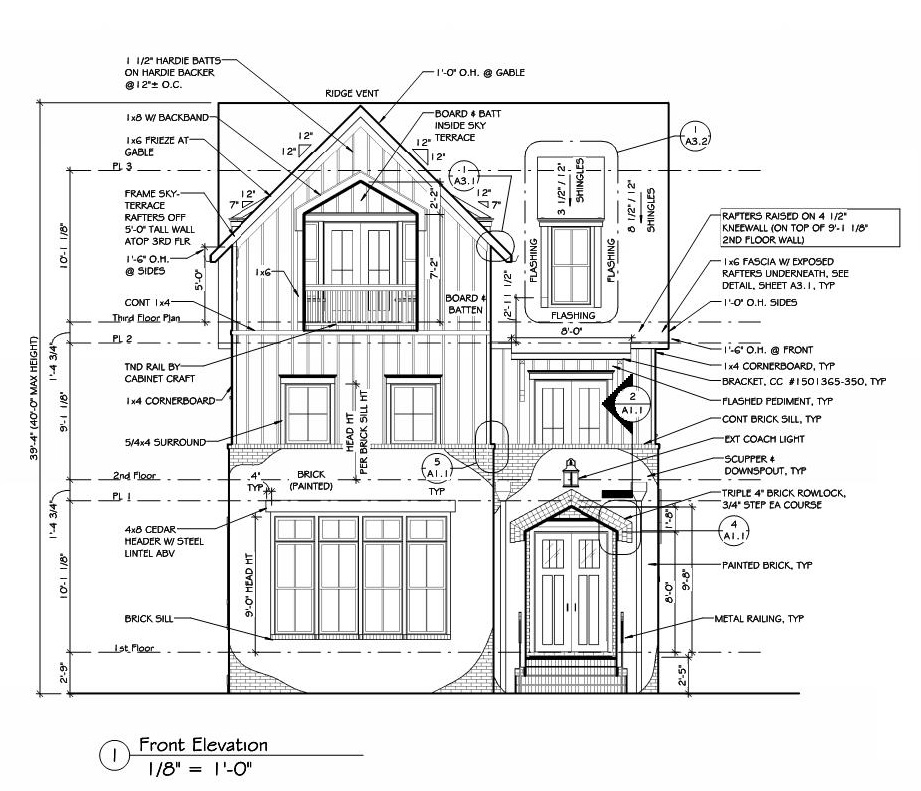 1 1/2" HARDIE BATTS
ON HARDIE BACKER
@12"± O.C.
1x8 W/ BACKBAND
1x6 FRIEZE AT
GABLE
Pl 3
FRAME SKY-
TERRACE
RAFTERS OFF
5'-0" TALL WALL
ATOP 3RD FLR
1'-6" O.H.
@ SIDES
CONT 1x4
Third Floor Plan
Pl 2
TND RAIL BY
CABINET CRAFT
1x4 CORNERBOARD
5/4x4 SURROUND
2nd Floor
PL 1
4x8 CEDAR
HEADER W/ STEEL
LINTEL ABV
BRICK SILL
1st Floor
39'-4" (40'-0" MAX HEIGHT)
10'-1 1/8"
1'-4 3/4"
9'-1 1/8"
1'-4 3/4"
10'-1 1/8"
2'-9"
5'-0"
RIDGE VENT
1'-0" O.H. @ GABLE
BOARD & BATT
INSIDE SKY
TERRACE
12"
12"
12"
12"
12"
7"
12"
7"
1
A3.1
2'-2"
7'-2"
1x6
BOARD &
BATTEN
1
A3.2
3 1/2" / 12"
SHINGLES
8 1/2" / 12"
SHINGLES
FLASHING
FLASHING
FLASHING
2'-11 1/2"
8'-0"
HEAD HT
PER BRICK SILL HT
2
A1.1
5
A1.1
TYP
BRICK
(PAINTED)
4"
TYP
9'-0" HEAD HT
RAFTERS RAISED ON 4 1/2"
KNEEWALL (ON TOP OF 9'-1 1/8"
2ND FLOOR WALL)
1x6 FASCIA W/ EXPOSED
RAFTERS UNDERNEATH, SEE
DETAIL, SHEET A3.1, TYP
1'-0" O.H. SIDES
1'-6" O.H. @ FRONT
1x4 CORNERBOARD, TYP
BRACKET, CC #1501365-350, TYP
FLASHED PEDIMENT, TYP
CONT BRICK SILL, TYP
EXT COACH LIGHT
SCUPPER &
DOWNSPOUT, TYP
TRIPLE 4" BRICK ROWLOCK,
3/4" STEP EA COURSE
4
A1.1
PAINTED BRICK, TYP
METAL RAILING, TYP
1'-8"
8'-0"
9'-8"
2'-5"
1 Front Elevation
1/8" = 1'-0"